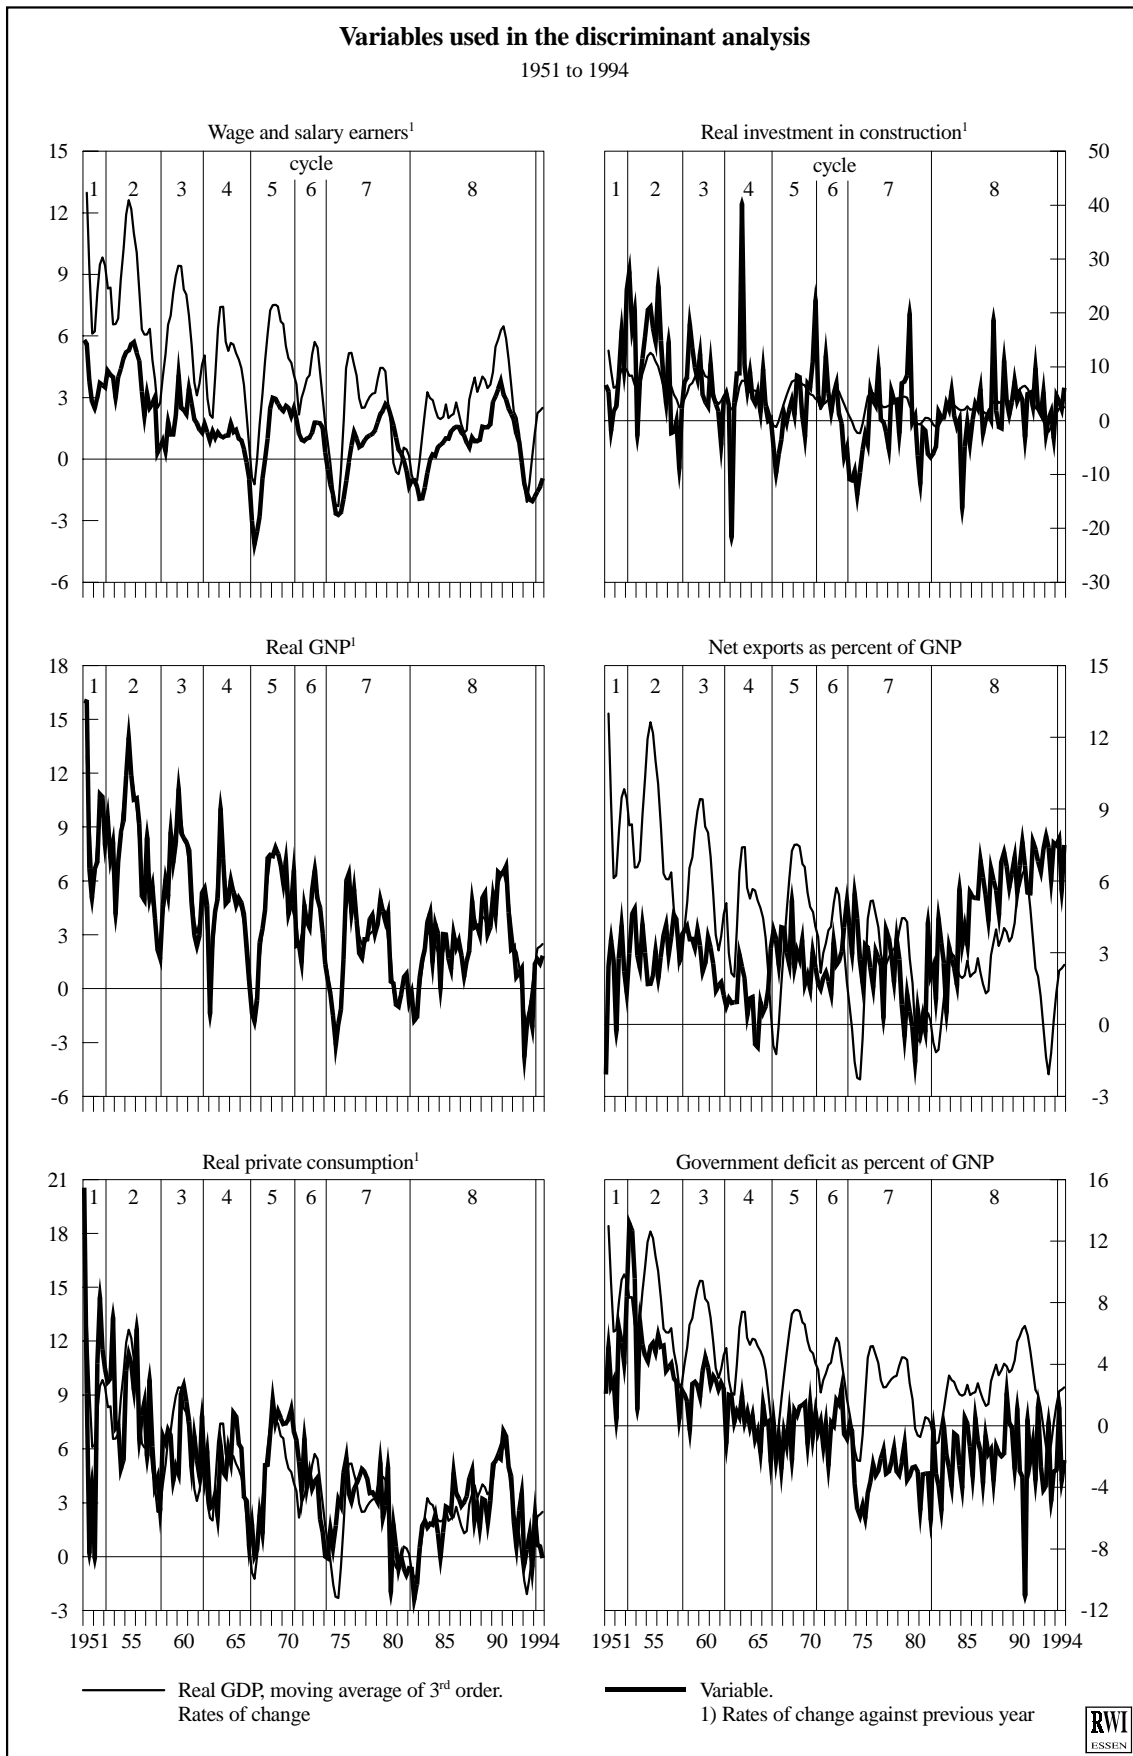 Variables used in the discriminant analysis
1951 to 1994
Wage and salary earners¹
cycle
1 2 3 4 5 6 7 8
15
12
9
6
3
0
-3
-6
Real investment in construction¹
cycle
1 2 3 4 5 6 7 8
50
40
30
20
10
0
-10
-20
-30
Real GNP¹
1 2 3 4 5 6 7 8
18
15
12
9
6
3
0
-3
-6
Net exports as percent of GNP
1 2 3 4 5 6 7 8
15
12
9
6
3
0
-3
Real private consumption¹
1 2 3 4 5 6 7 8
21
18
15
12
9
6
3
0
-3
1951 55 60 65 70 75 80 85 90 1994
Government deficit as percent of GNP
1 2 3 4 5 6 7 8
16
12
8
4
0
-4
-8
-12
1951 55 60 65 70 75 80 85 90 1994
Real GDP, moving average of 3rd order.
Rates of change
Variable.
1) Rates of change against previous year
RWI
ESSEN